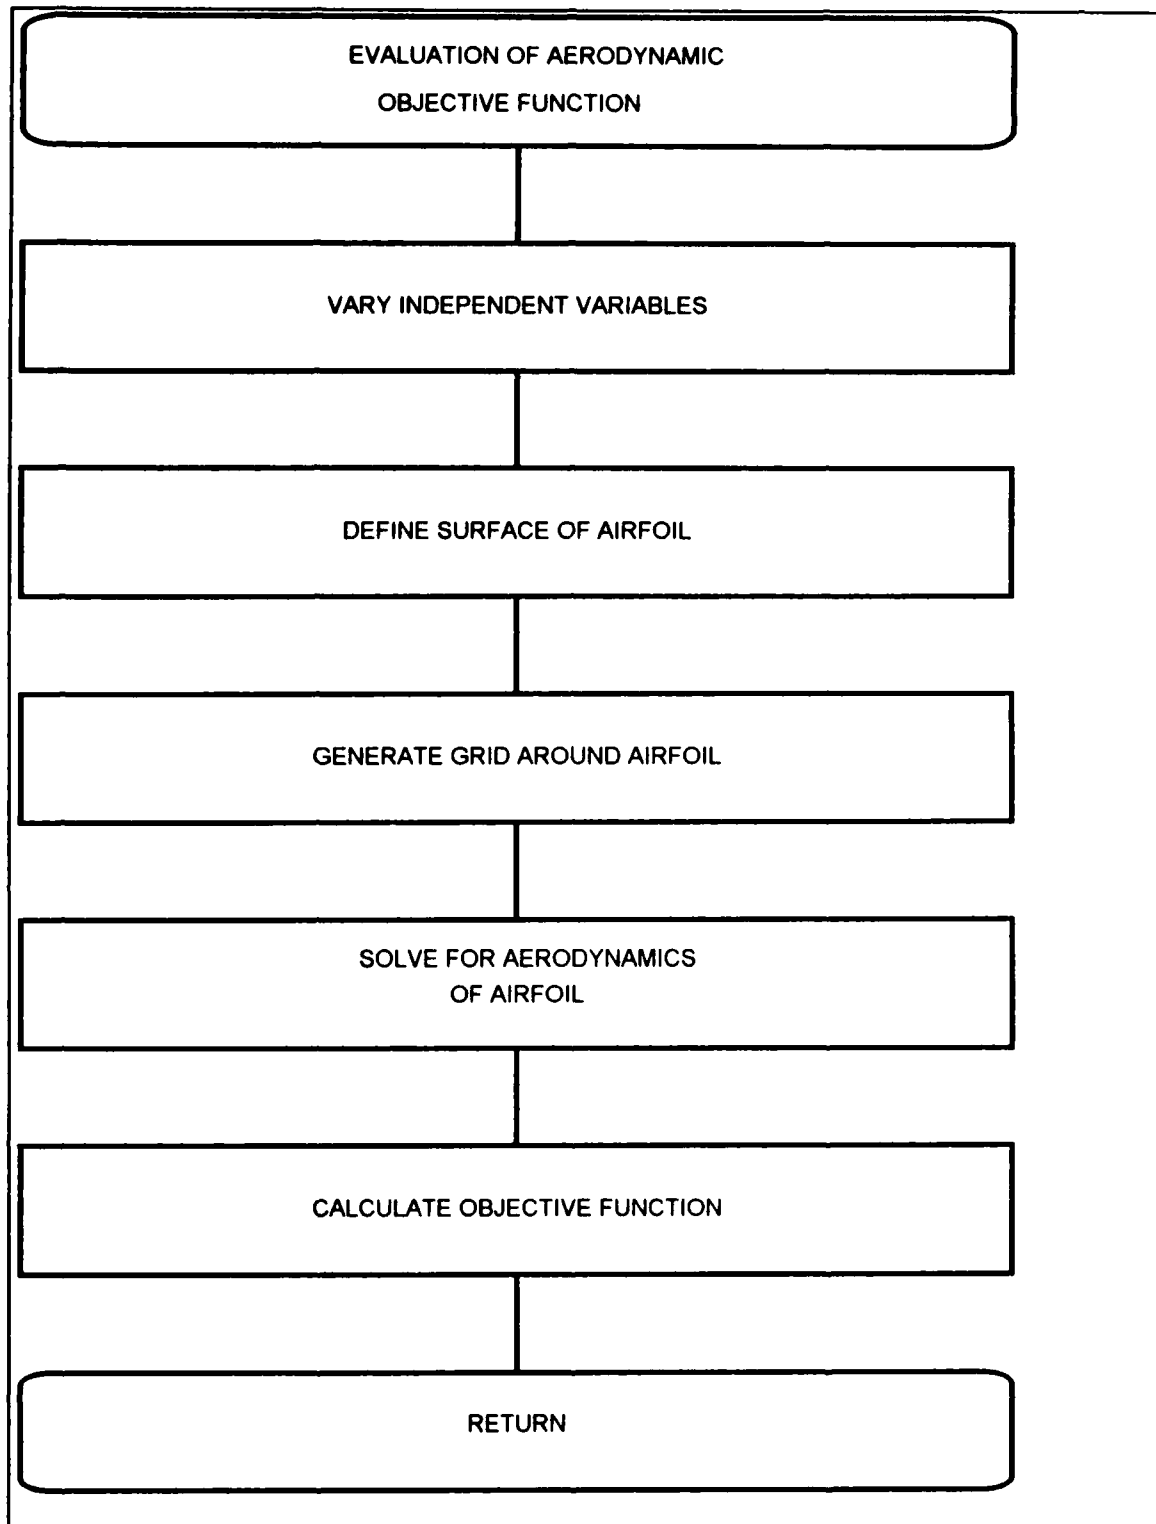 EVALUATION OF AERODYNAMIC
OBJECTIVE FUNCTION
VARY INDEPENDENT VARIABLES
DEFINE SURFACE OF AIRFOIL
GENERATE GRID AROUND AIRFOIL
SOLVE FOR AERODYNAMICS
OF AIRFOIL
CALCULATE OBJECTIVE FUNCTION
RETURN